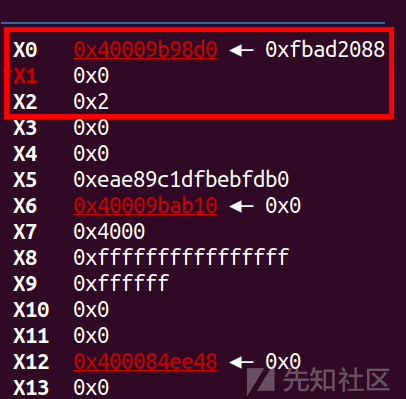 X0 0x40009b98d0 ◂— 0xfbad2088
*X1 0x0
X2 0x2
X3 0x0
X4 0x0
X5 0xeae89c1dfbebfdb0
X6 0x40009bab10 ◂— 0x0
X7 0x4000
X8 0xffffffffffffffff
X9 0xffffff
X10 0x0
X11 0x0
X12 0x400084ee48 ◂— 0x0
X13 0x0
先知社区